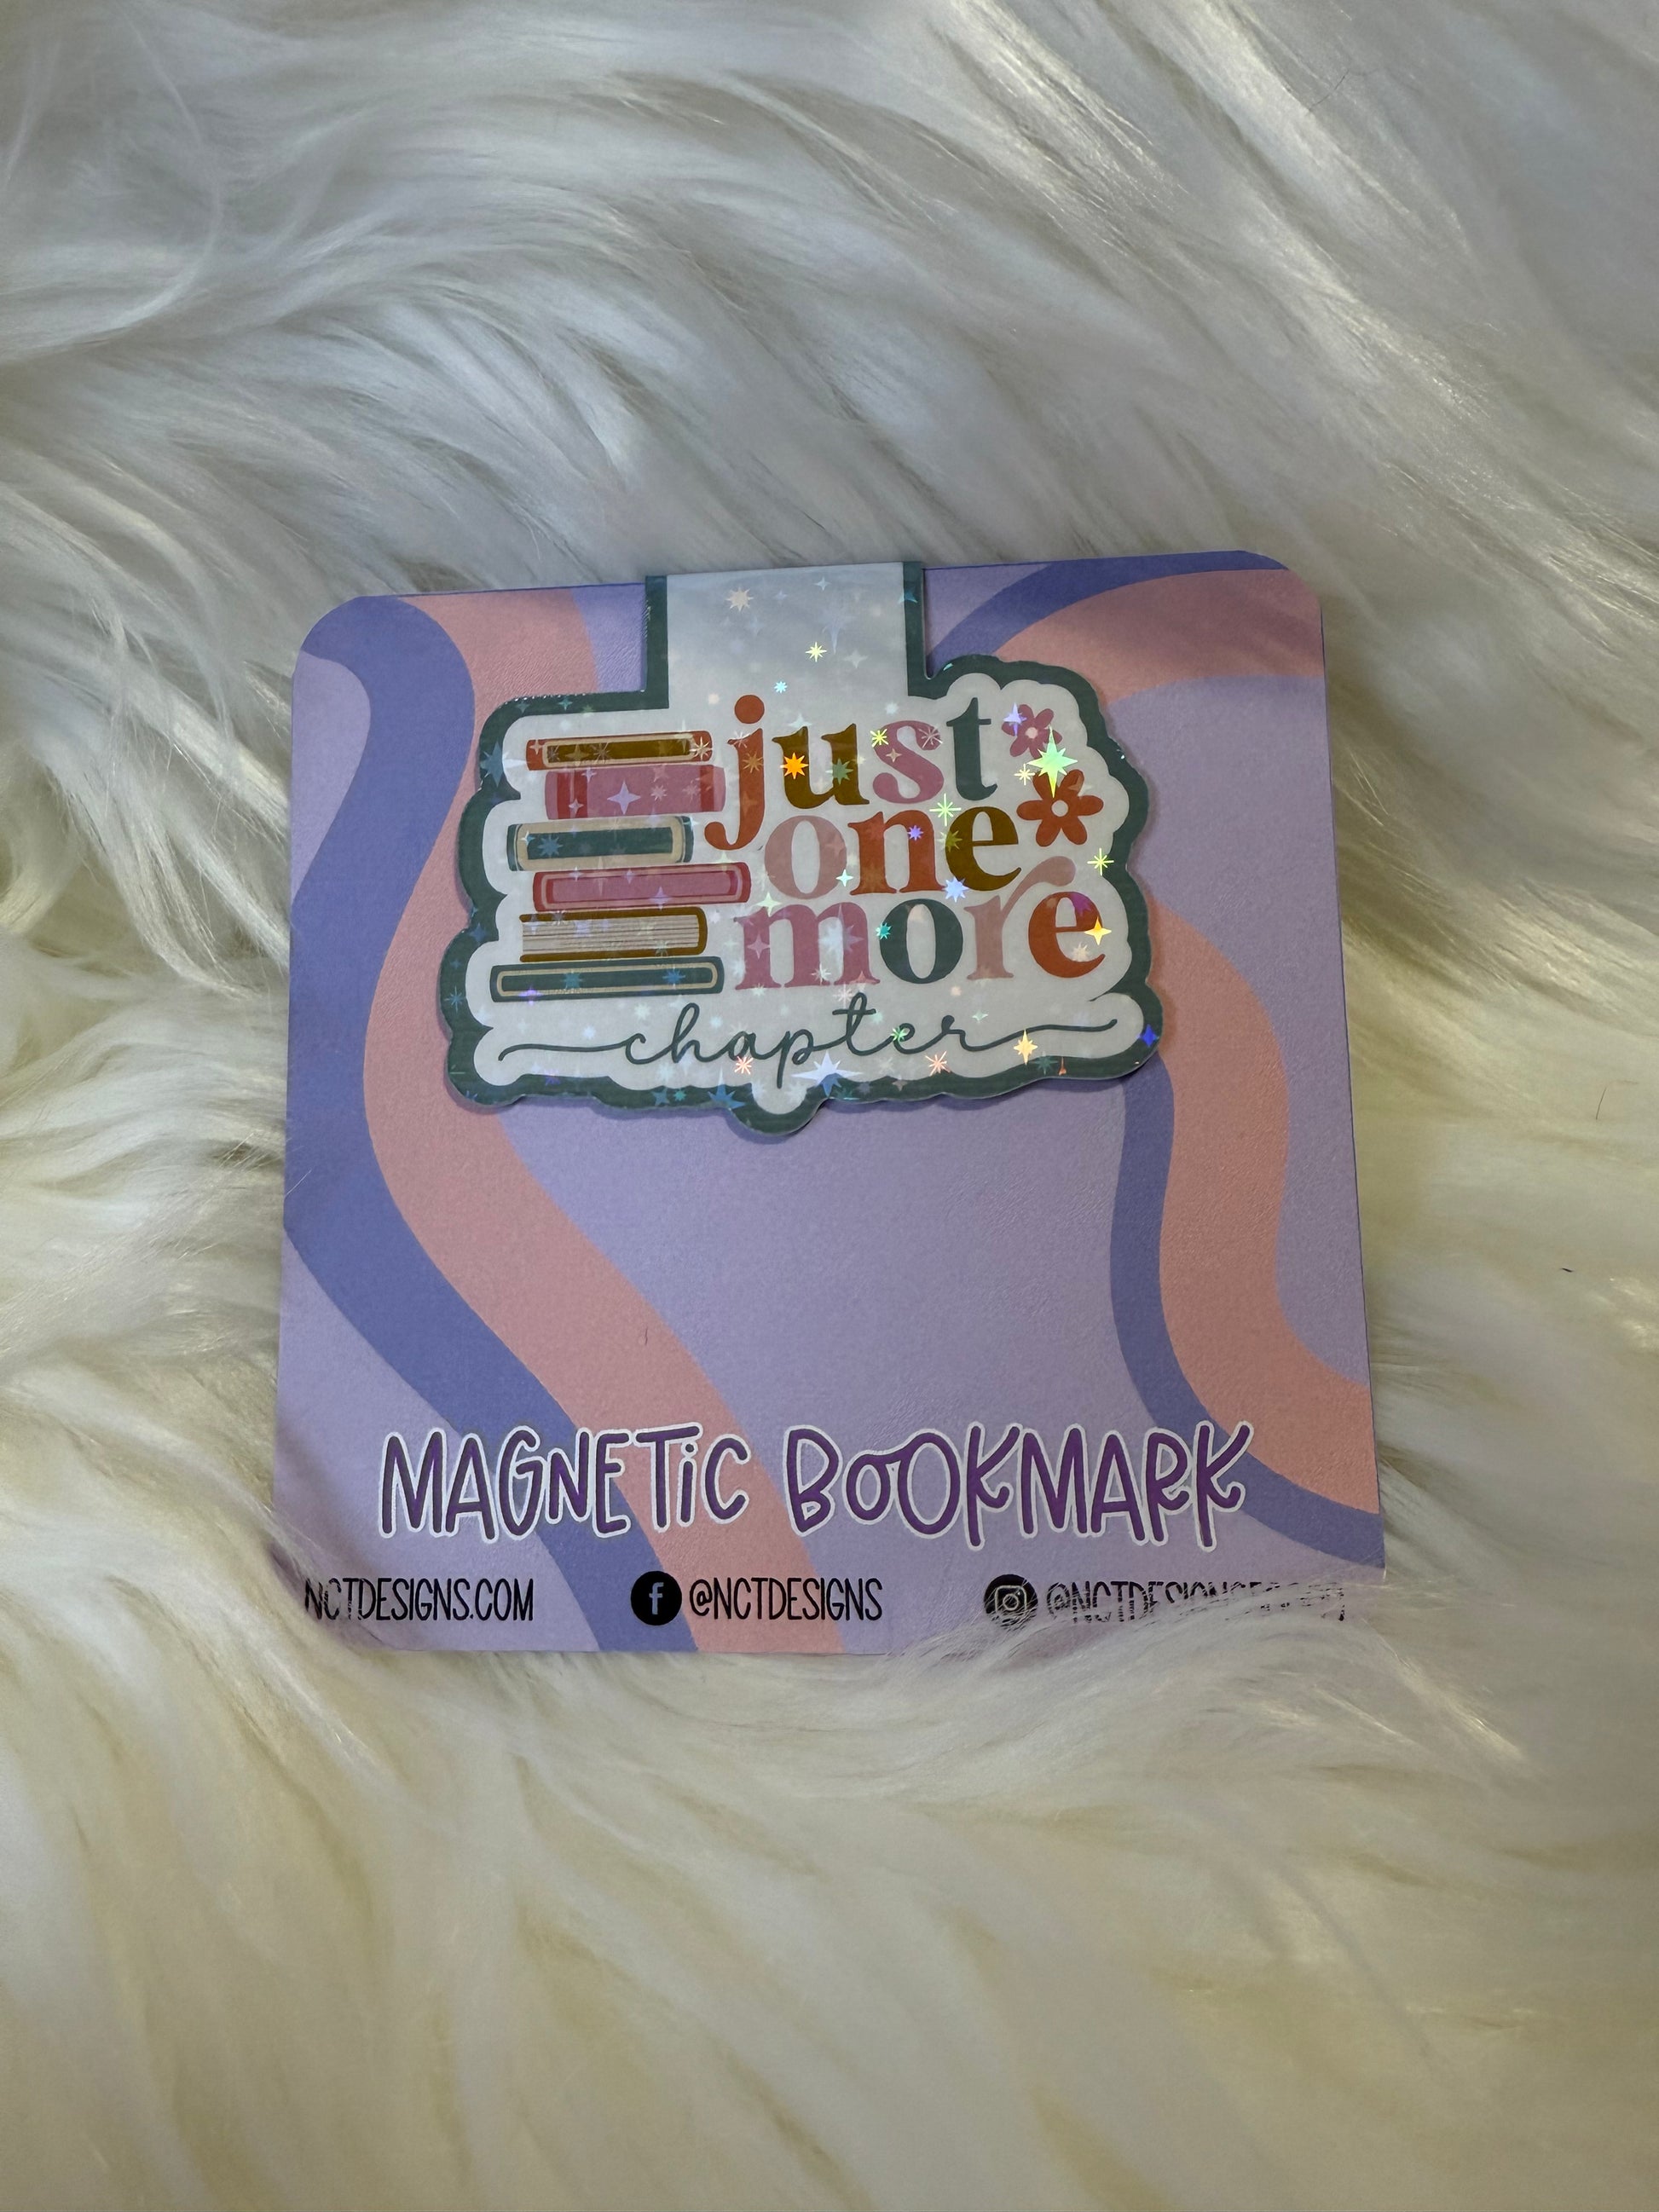 just
one
more
chapter
MAGNETIC BOOKMARK
NCTDESIGNS.COM @NCTDESIGNS